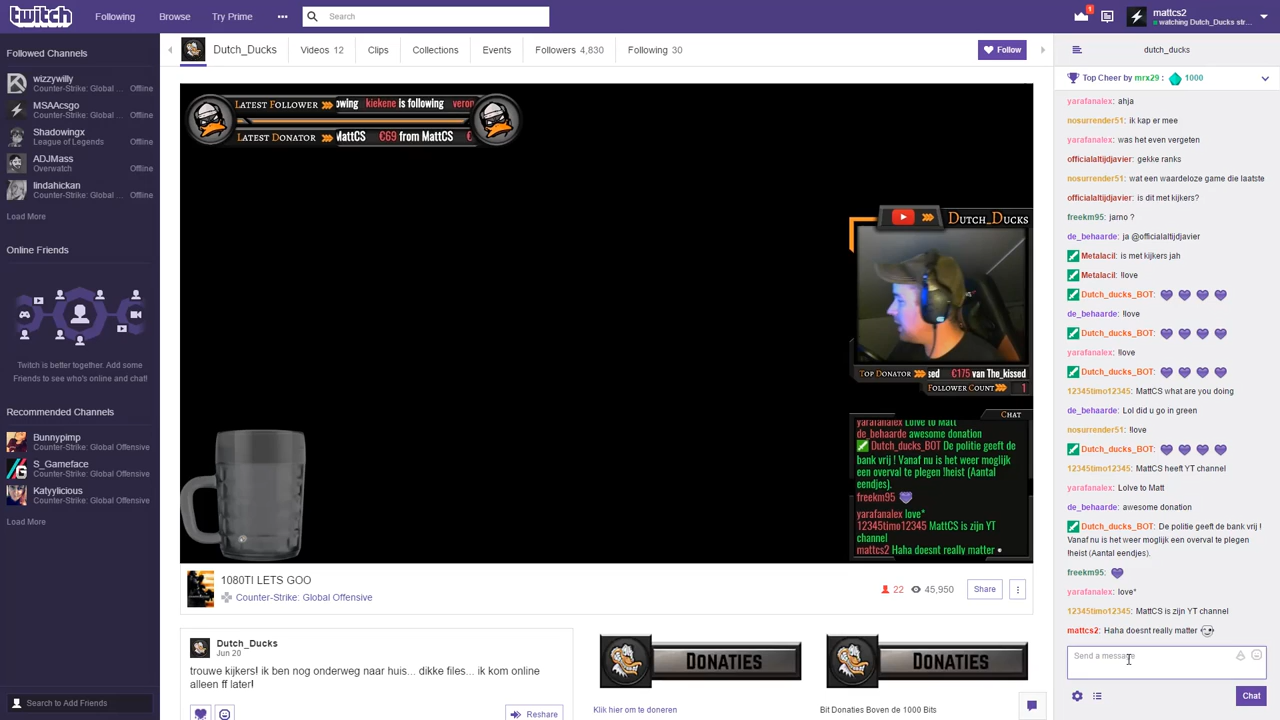 twitch Following Browse Try Prime Search 1 mattcs2
watching Dutch_Ducks str...
Followed Channels
wizzywilly
Counter-Strike: Global ... Offline
MSAAcsgo
Counter-Strike: Global ... Offline
Shadowingx
League of Legends Offline
ADJMass
Overwatch Offline
lindahickan
Counter-Strike: Global ... Offline
Load More
Online Friends
Twitch is better together. Add some
Friends to see who's online and chat!
Recommended Channels
Bunnypimp
Counter-Strike: Global Offensive
S_Gameface
Counter-Strike: Global Offensive
Katyylicious
Counter-Strike: Global Offensive
Load More
Search to Add Friends
Dutch_Ducks Videos 12 Clips Collections Events Followers 4,830 Following 30 Follow
Latest Follower owing kiekene is following veron
Latest Donator MattCS €69 from MattCS €
Dutch_Ducks
Top Donator sed €175 van The_kissed
Follower Count 1
Chat
yarafanalex Lolve to Matt
de_behaarde awesome donation
Dutch_ducks_BOT De politie geeft de
bank vrij ! Vanaf nu is het weer moglijk
een overval te plegen !heist (Aantal
eendjes).
freekm95
yarafanalex love*
12345timo12345 MattCS is zijn YT
channel
mattcs2 Haha doesnt really matter
1080TI LETS GOO
Counter-Strike: Global Offensive
22 45,950 Share
Dutch_Ducks
Jun 20
trouwe kijkers! ik ben nog onderweg naar huis... dikke files... ik kom online
alleen ff later!
Reshare
DONATIES
Klik hier om te doneren
DONATIES
Bit Donaties Boven de 1000 Bits
dutch_ducks
Top Cheer by mrx29 : 1000
yarafanalex: ahja
nosurrender51: ik kap er mee
yarafanalex: was het even vergeten
officialaltijdjavier: gekke ranks
nosurrender51: wat een waardeloze game die laatste
officialaltijdjavier: is dit met kijkers?
freekm95: jarno ?
de_behaarde: ja @officialaltijdjavier
Metalacil: is met kijkers jah
Metalacil: !love
Dutch_ducks_BOT:
de_behaarde: !love
Dutch_ducks_BOT:
yarafanalex: !love
Dutch_ducks_BOT:
12345timo12345: MattCS what are you doing
de_behaarde: Lol did u go in green
nosurrender51: !love
Dutch_ducks_BOT:
12345timo12345: MattCS heeft YT channel
yarafanalex: Lolve to Matt
de_behaarde: awesome donation
Dutch_ducks_BOT: De politie geeft de bank vrij !
Vanaf nu is het weer moglijk een overval te plegen
!heist (Aantal eendjes).
freekm95:
yarafanalex: love*
12345timo12345: MattCS is zijn YT channel
mattcs2: Haha doesnt really matter
Send a message
Chat